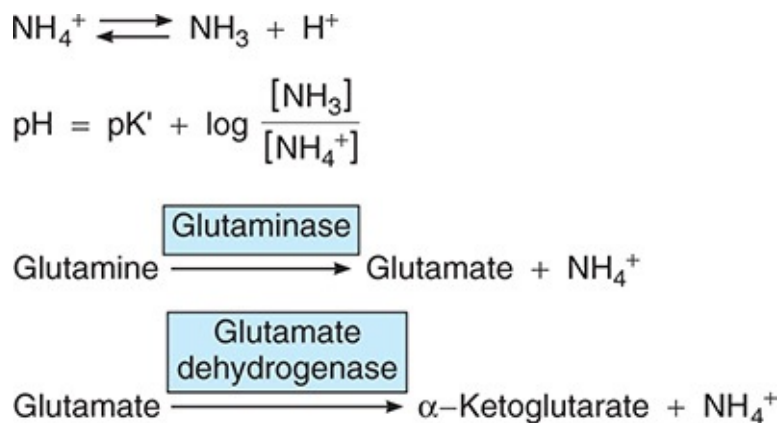 NH₄⁺ ⇌ NH₃ + H⁺
pH = pK' + log [NH₃] / [NH₄⁺]
Glutaminase
Glutamine ⟶ Glutamate + NH₄⁺
Glutamate
dehydrogenase
Glutamate ⟶ α–Ketoglutarate + NH₄⁺